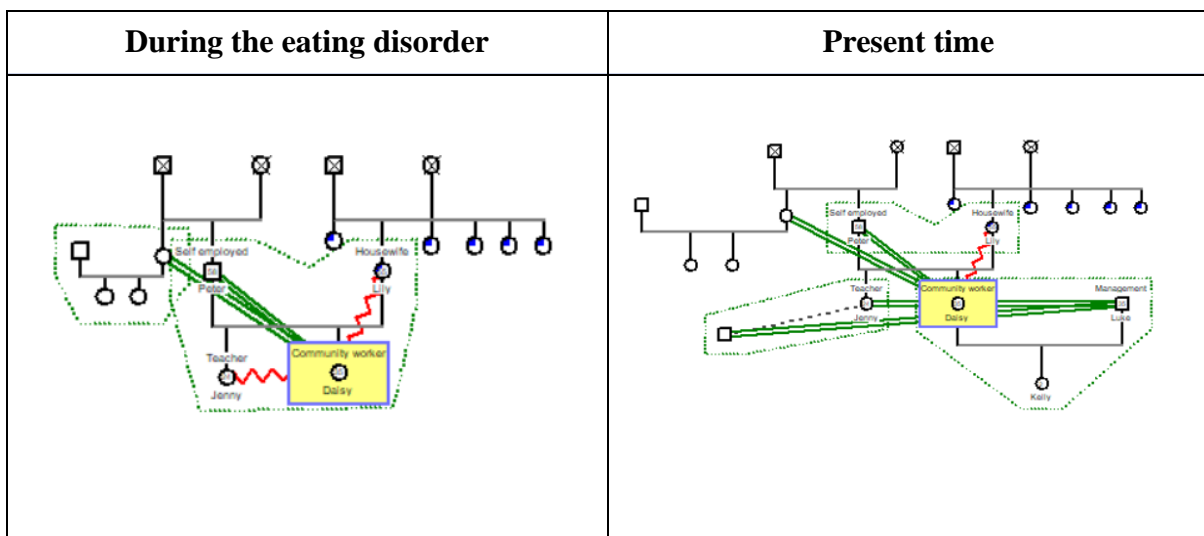 During the eating disorder
Present time
Self employed
Housewife
Peter
Lily
Teacher
Community worker
Jenny
Daisy
Self employed
Housewife
Peter
Lily
Teacher
Community worker
Management
Jenny
Daisy
Luke
Kelly